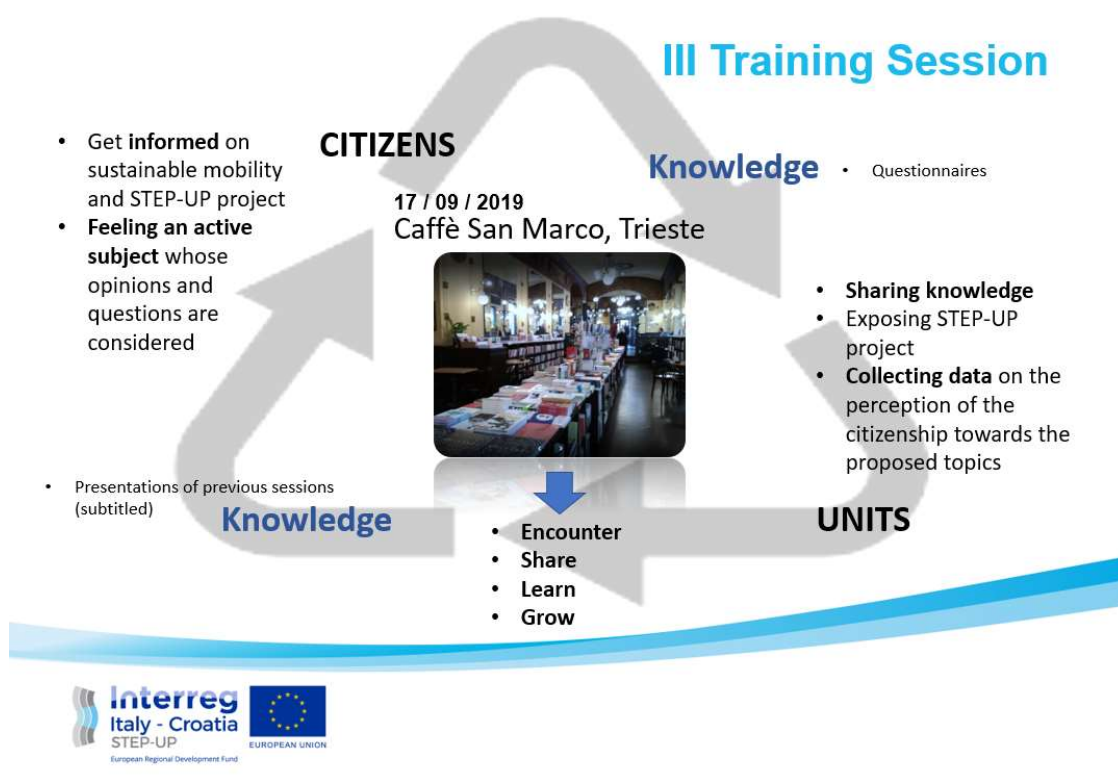 III Training Session
CITIZENS
• Get informed on
sustainable mobility
and STEP-UP project
• Feeling an active
subject whose
opinions and
questions are
considered
17 / 09 / 2019
Caffè San Marco, Trieste
Knowledge
• Questionnaires
• Sharing knowledge
• Exposing STEP-UP
project
• Collecting data on the
perception of the
citizenship towards the
proposed topics
UNITS
• Presentations of previous sessions
(subtitled)
Knowledge
• Encounter
• Share
• Learn
• Grow
Interreg
Italy - Croatia
STEP-UP
European Regional Development Fund
EUROPEAN UNION